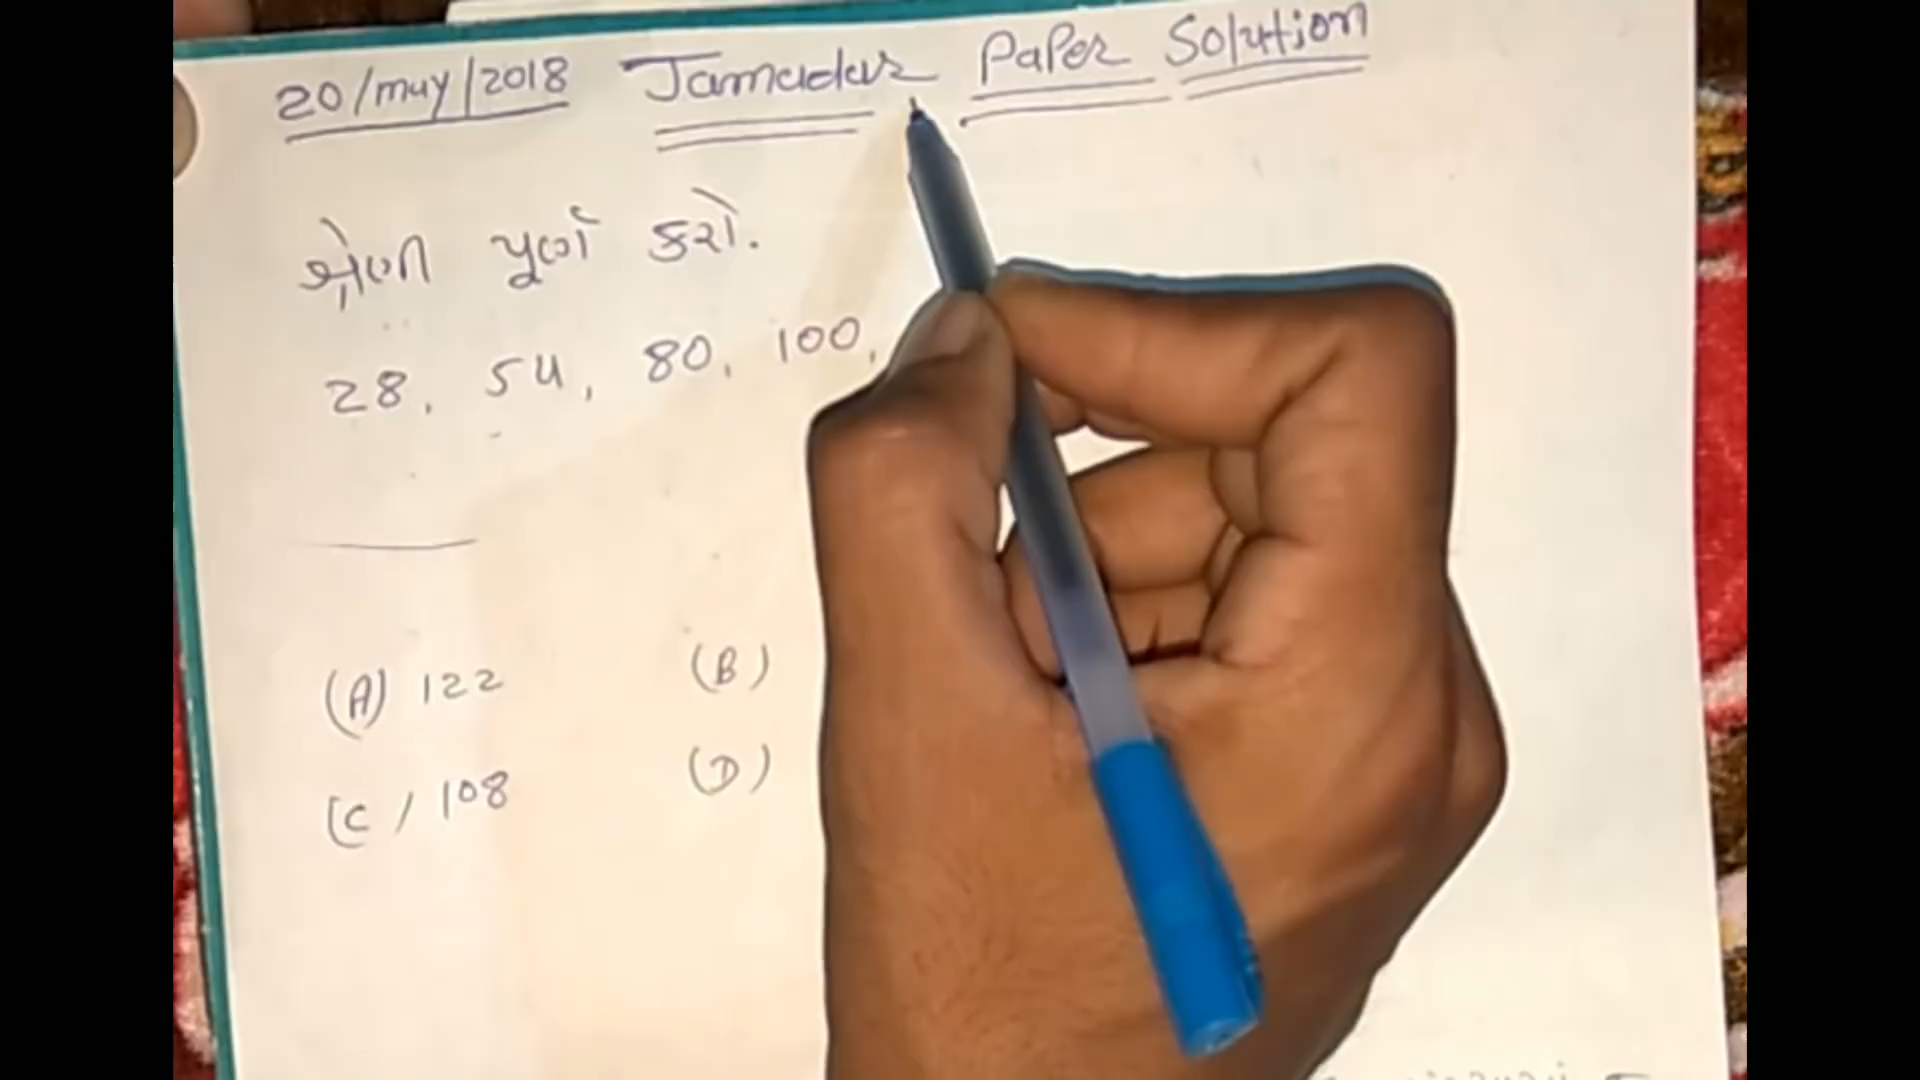 20/may/2018 Jamadar Paper Solution
શ્રેણી પૂર્ણ કરો.
28, 54, 80, 100,
(A) 122 (B)
(C) 108 (D)